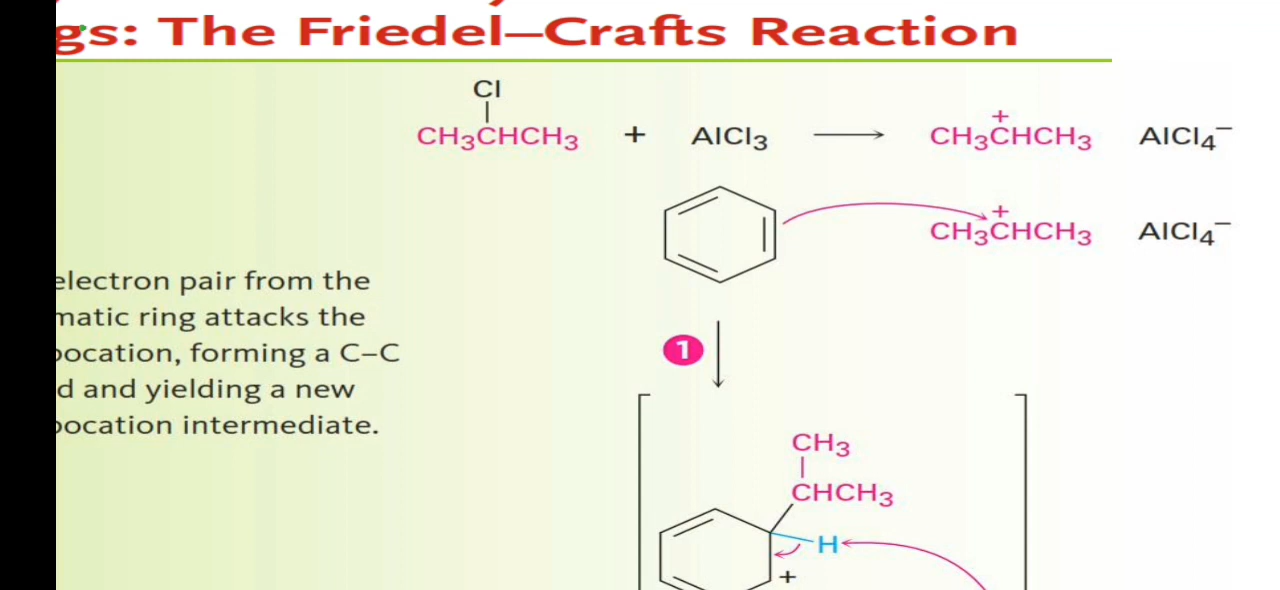 gs: The Friedel–Crafts Reaction
Cl
CH3CHCH3 + AlCl3 ⟶ CH3CHCH3 AlCl4−
+
CH3CHCH3 AlCl4−
+
electron pair from the
matic ring attacks the
ocation, forming a C–C
d and yielding a new
ocation intermediate.
1
CH3
CHCH3
H
+